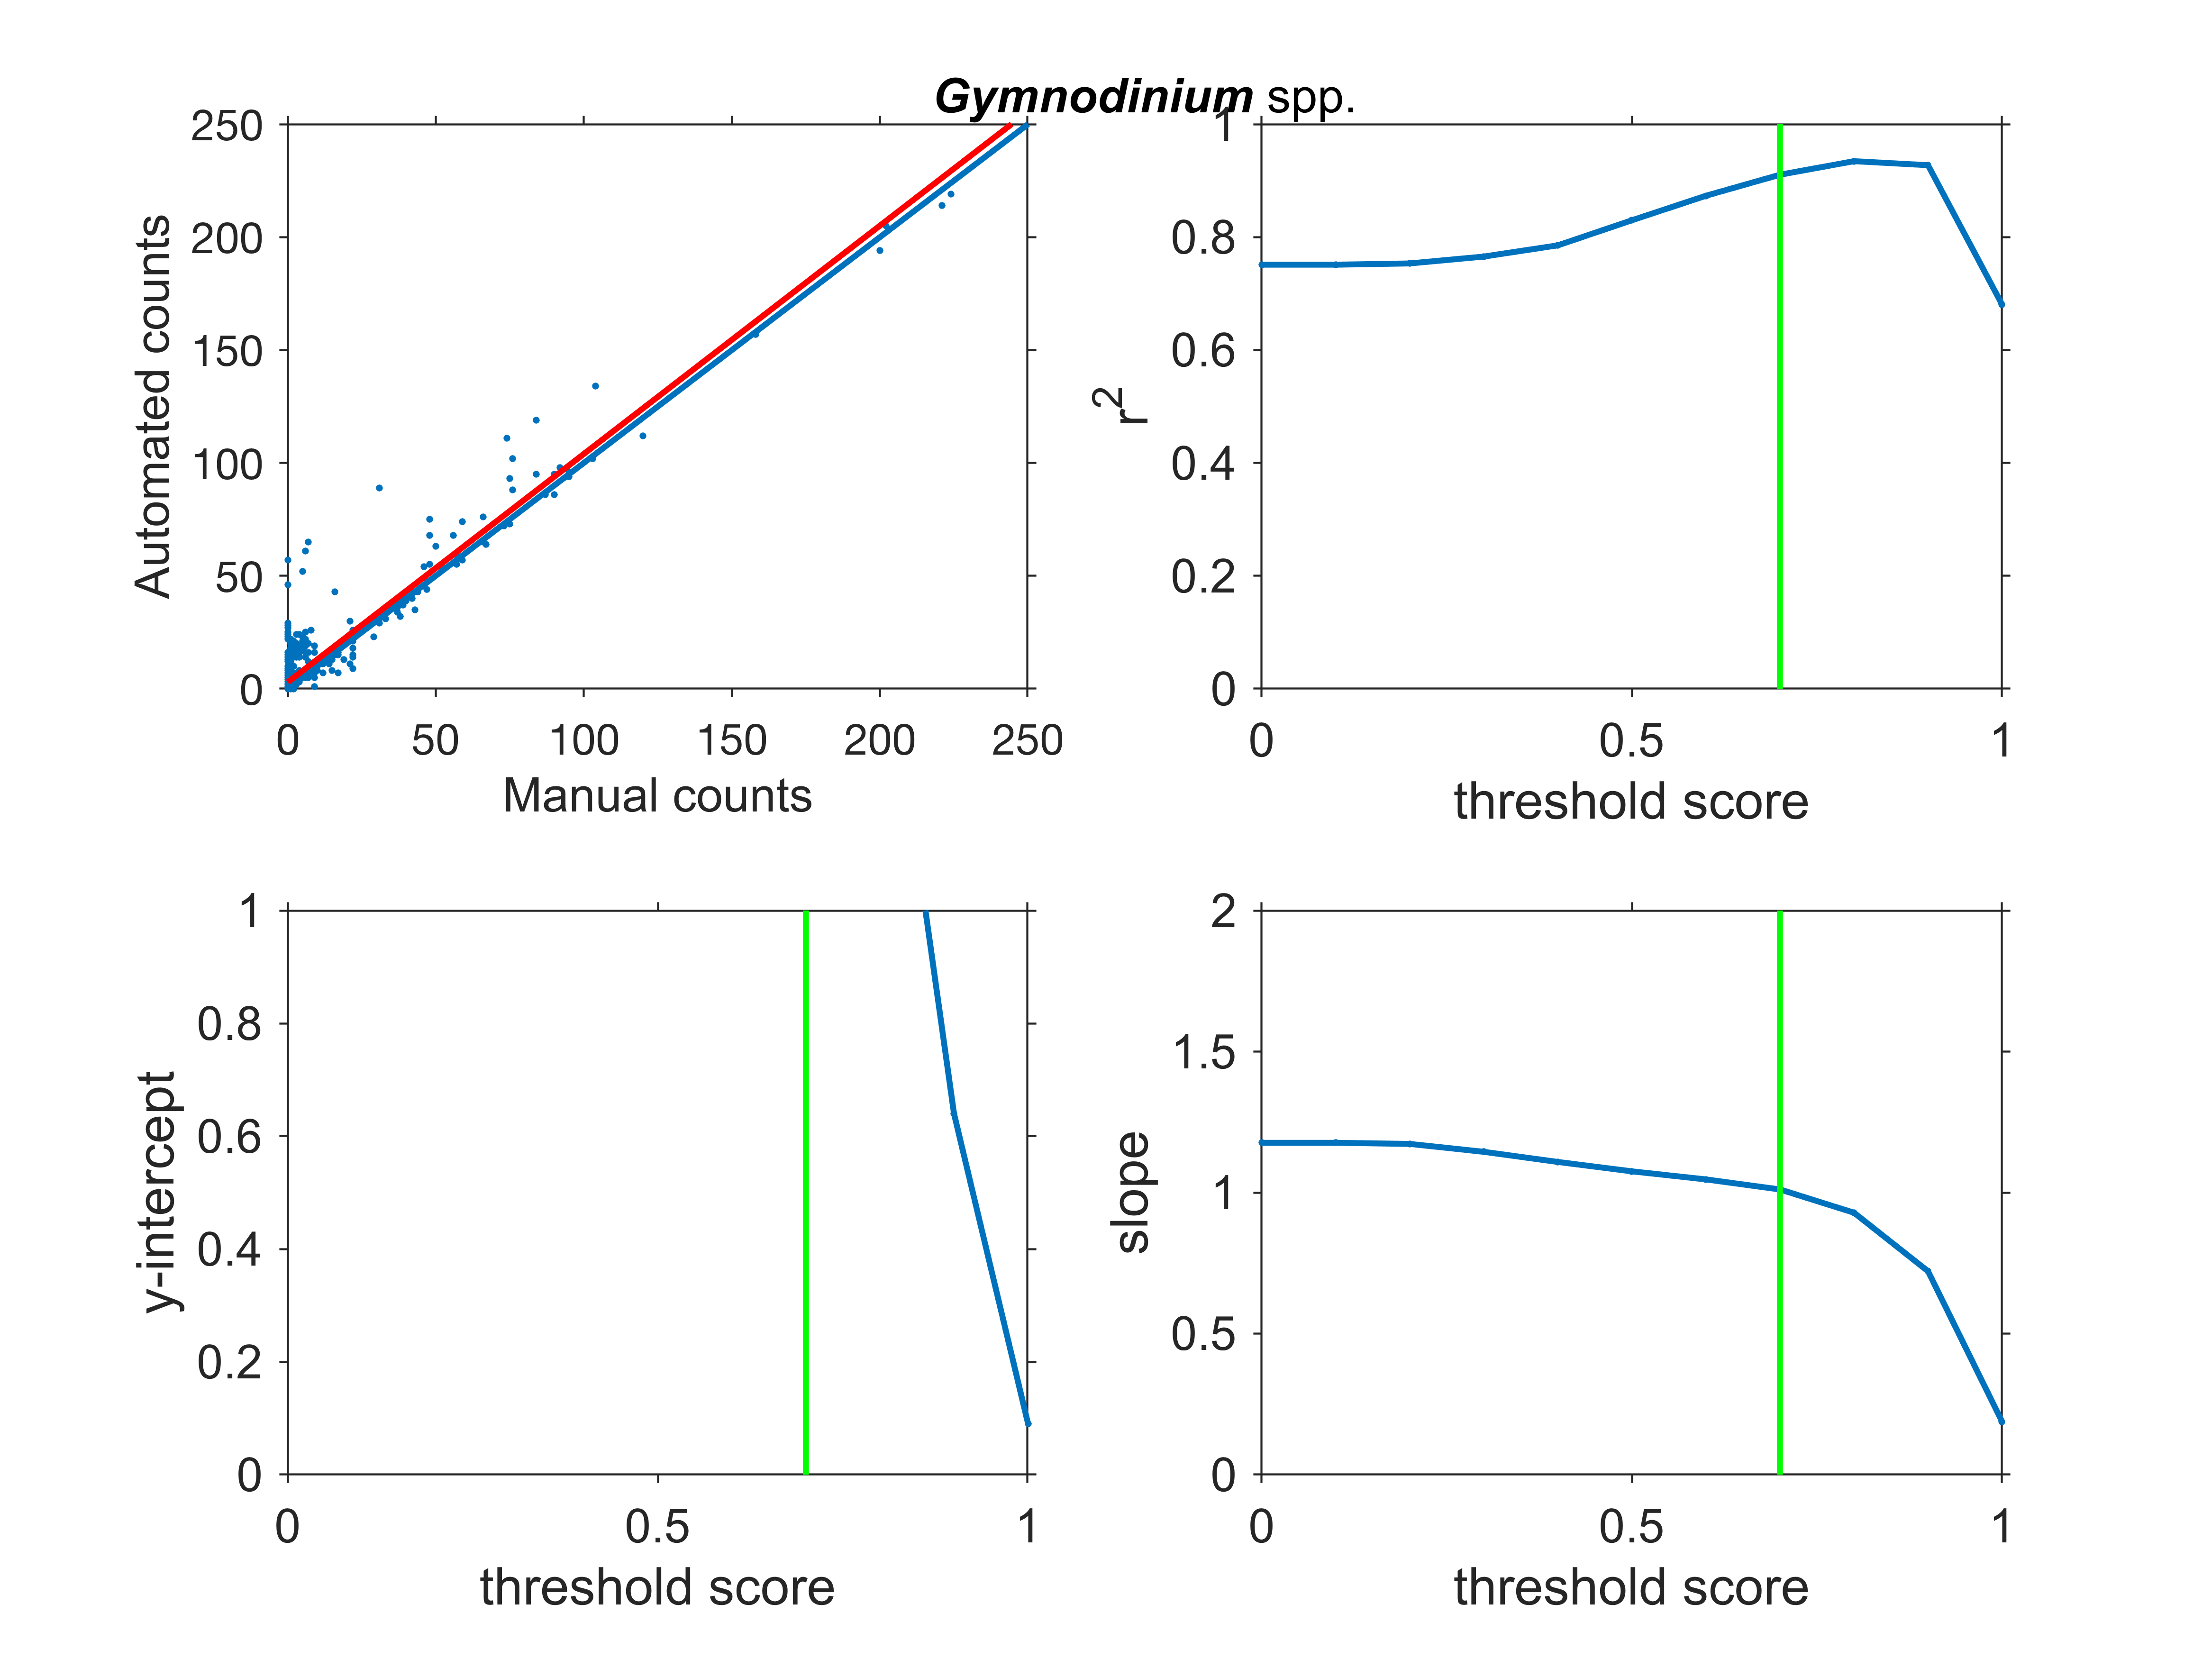 Gymnodinium spp.
250
200
150
100
50
0
Automated counts
0 50 100 150 200 250
Manual counts
1
0.8
0.6
0.4
0.2
0
r2
0 0.5 1
threshold score
1
0.8
0.6
0.4
0.2
0
y-intercept
0 0.5 1
threshold score
2
1.5
1
0.5
0
slope
0 0.5 1
threshold score